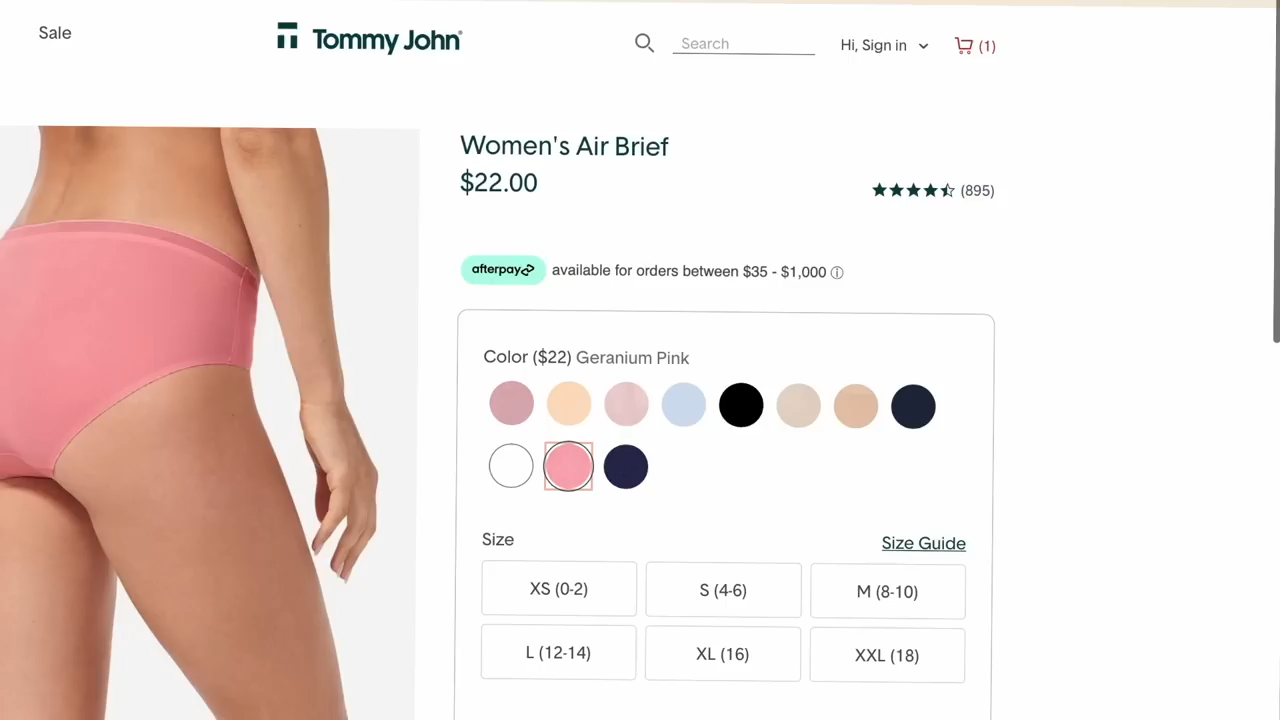 Sale
Tommy John
Search
Hi, Sign in
(1)
Women's Air Brief
$22.00
(895)
afterpay available for orders between $35 - $1,000
Color ($22) Geranium Pink
Size
Size Guide
XS (0-2)
S (4-6)
M (8-10)
L (12-14)
XL (16)
XXL (18)